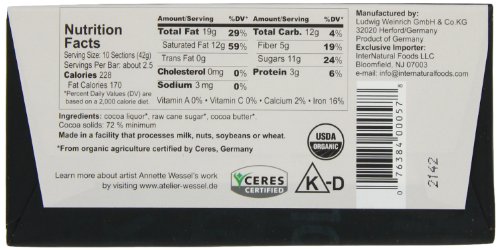 Nutrition
Facts
Serving Size: 10 Sections (42g)
Servings Per Bar: about 2.5
Calories 228
Fat Calories 170
*Percent Daily Values (DV) are
based on a 2,000 calorie diet.
Amount/Serving %DV*
Total Fat 19g 29%
Saturated Fat 12g 59%
Trans Fat 0g
Cholesterol 0mg 0%
Sodium 3 mg 0%
Amount/Serving %DV*
Total Carb. 12g 4%
Fiber 5g 19%
Sugars 11g 24%
Protein 3g 6%
Vitamin A 0% • Vitamin C 0% • Calcium 2% • Iron 16%
Ingredients: cocoa liquor*, raw cane sugar*, cocoa butter*.
Cocoa solids: 72 % minimum
Made in a facility that processes milk, nuts, soybeans or wheat.
*From organic agriculture certified by Ceres, Germany
Learn more about artist Annette Wessel's work
by visiting www.atelier-wessel.de
CERES
CERTIFIED
USDA
ORGANIC
K-D
Manufactured by:
Ludwig Weinrich GmbH & Co KG
32020 Herford/Germany
Product of Germany
Exclusive Importer:
InterNatural Foods LLC
Bloomfield, NJ 07003
e-mail: info@internaturalfoods.com
0 76384 00057 8
2142